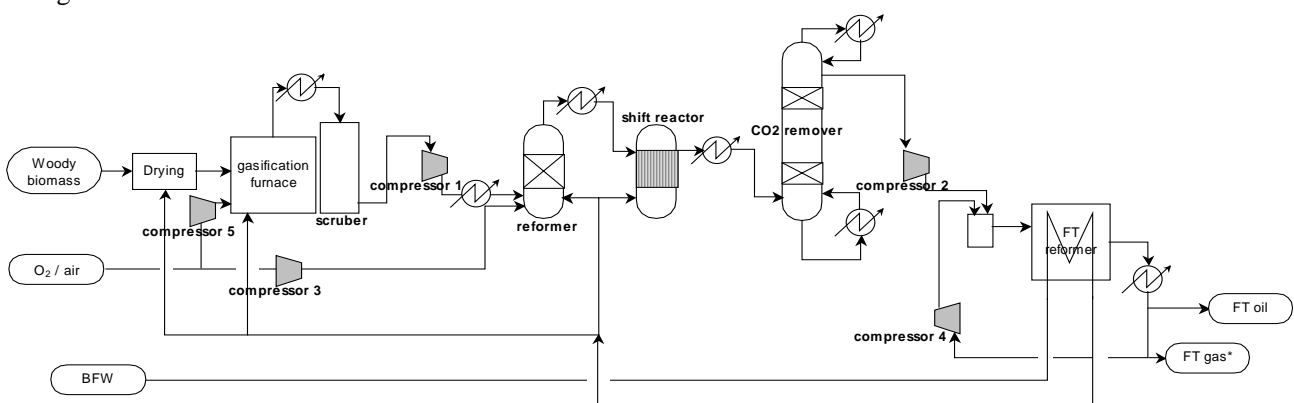 shift reactor
CO2 remover
Woody
biomass
Drying
gasification
furnace
compressor 1
compressor 2
scruber
reformer
compressor 5
FT
reformer
O2 / air
compressor 3
FT oil
compressor 4
FT gas*
BFW